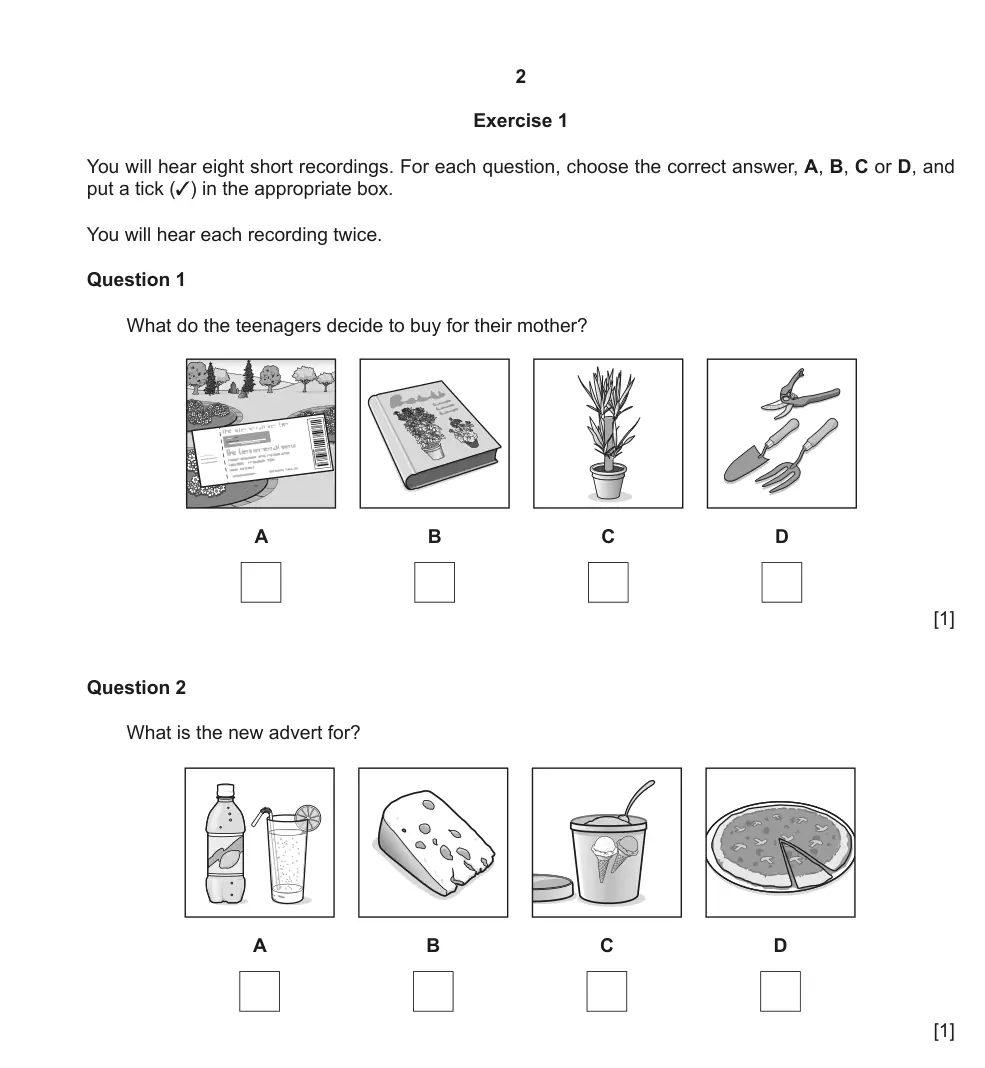 2
Exercise 1
You will hear eight short recordings. For each question, choose the correct answer, A, B, C or D, and
put a tick (✓) in the appropriate box.
You will hear each recording twice.
Question 1
What do the teenagers decide to buy for their mother?
A B C D
[1]
Question 2
What is the new advert for?
A B C D
[1]